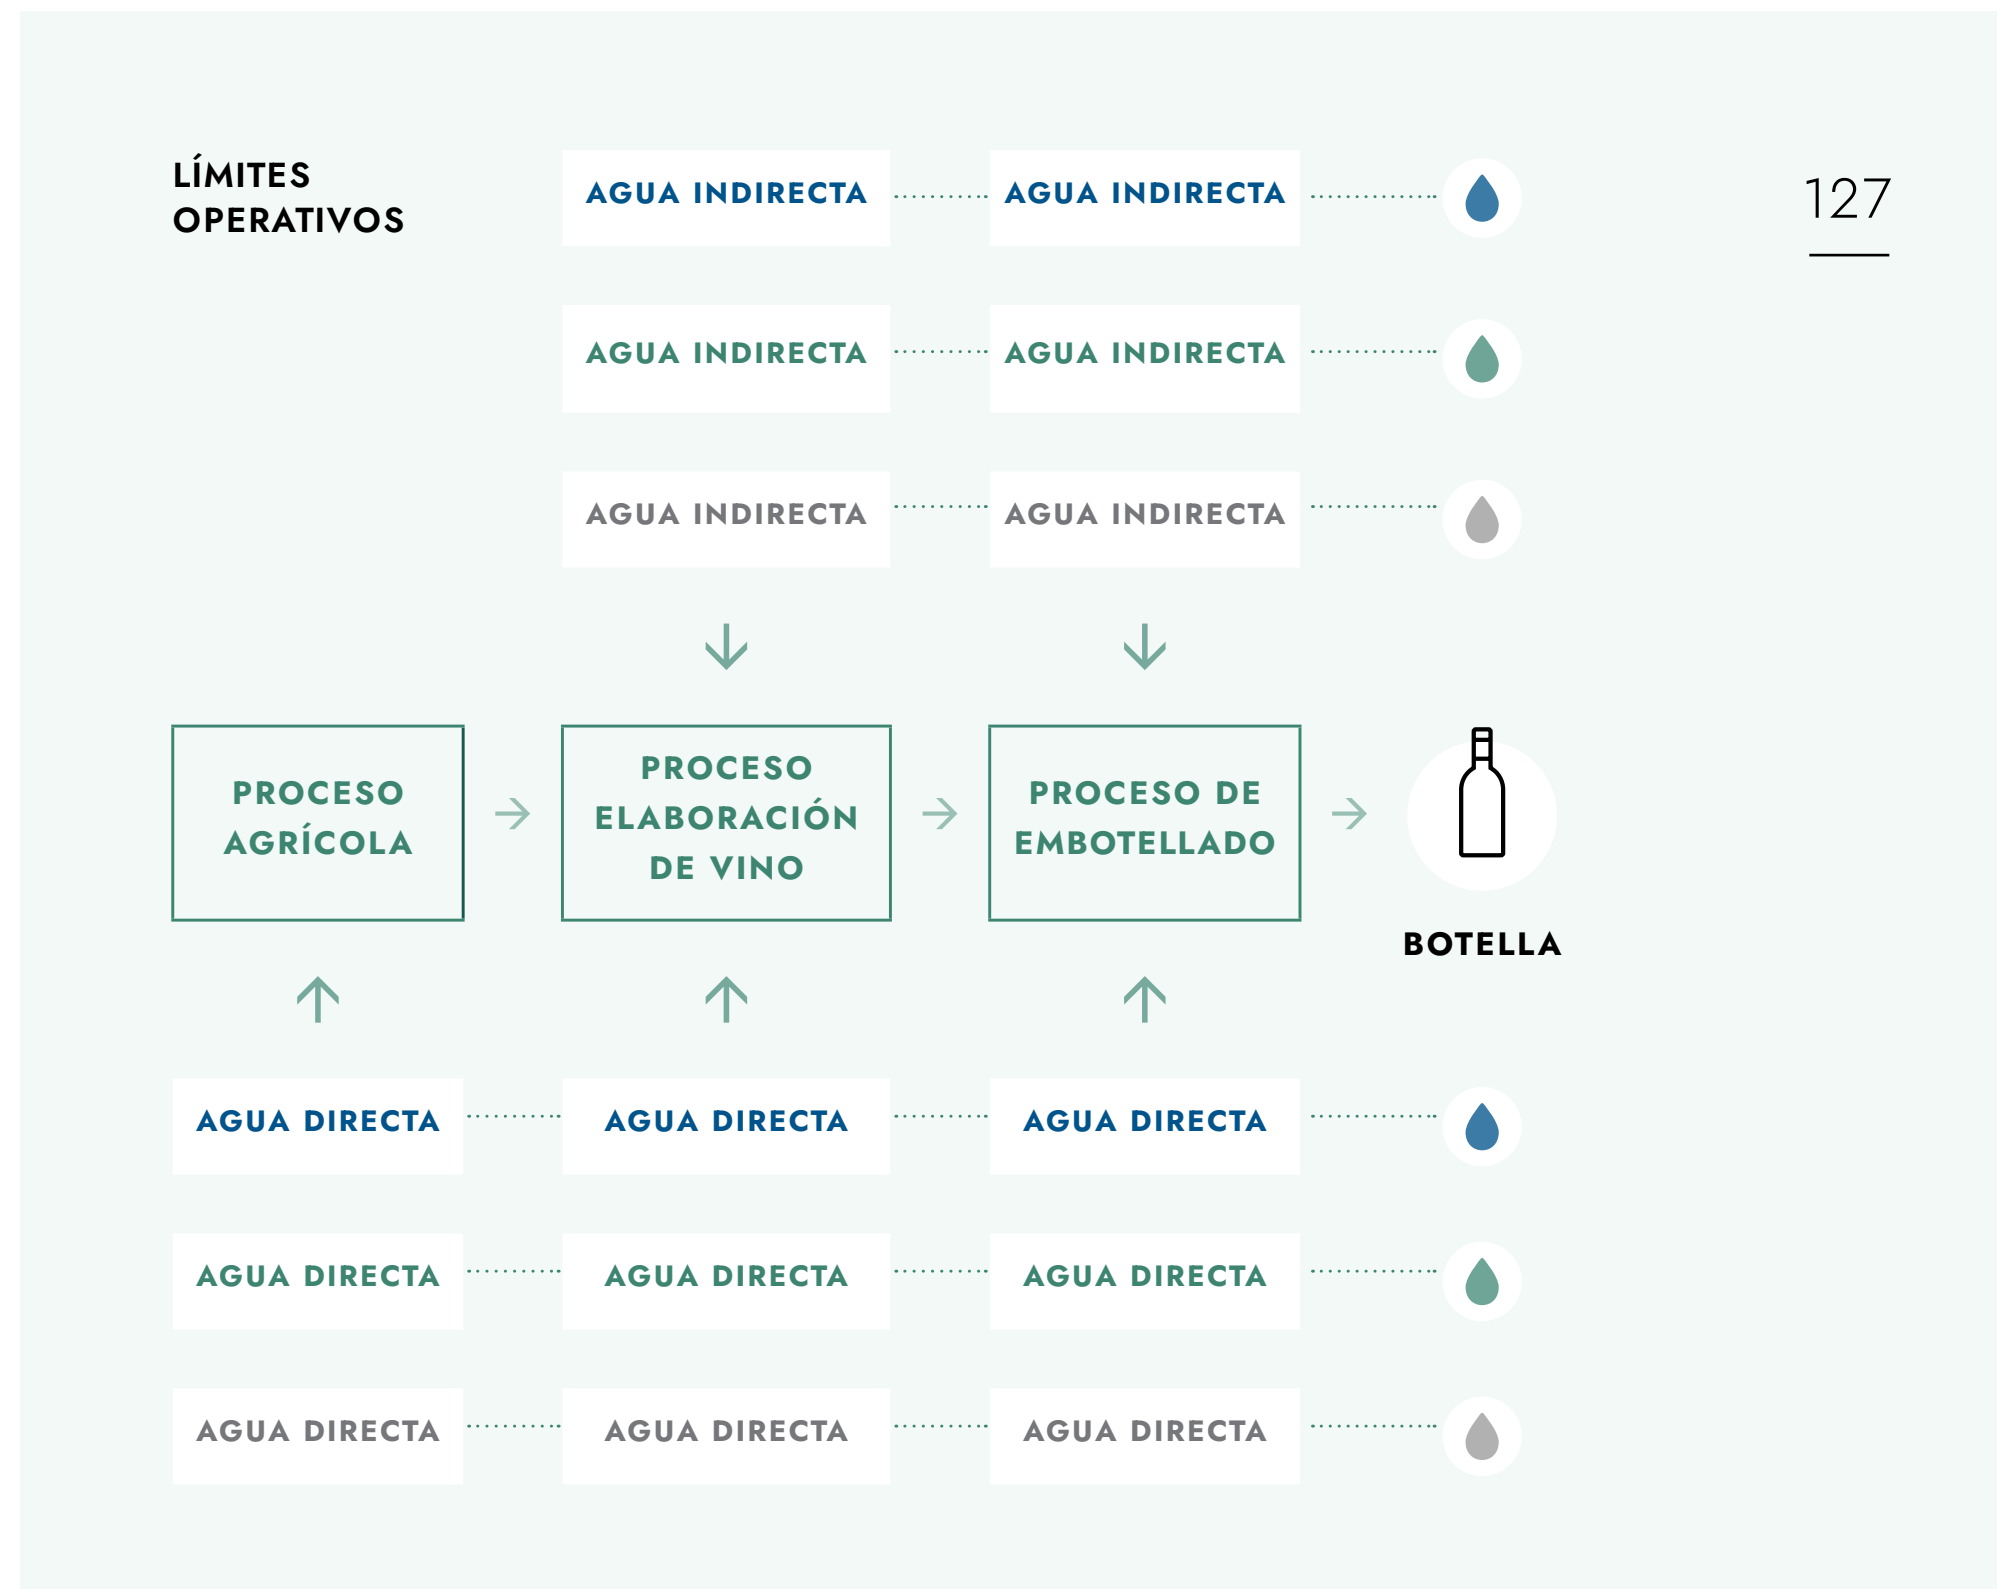 LÍMITES
OPERATIVOS
127
AGUA INDIRECTA
AGUA INDIRECTA
AGUA INDIRECTA
AGUA INDIRECTA
AGUA INDIRECTA
AGUA INDIRECTA
PROCESO
AGRÍCOLA
PROCESO
ELABORACIÓN
DE VINO
PROCESO DE
EMBOTELLADO
BOTELLA
AGUA DIRECTA
AGUA DIRECTA
AGUA DIRECTA
AGUA DIRECTA
AGUA DIRECTA
AGUA DIRECTA
AGUA DIRECTA
AGUA DIRECTA
AGUA DIRECTA